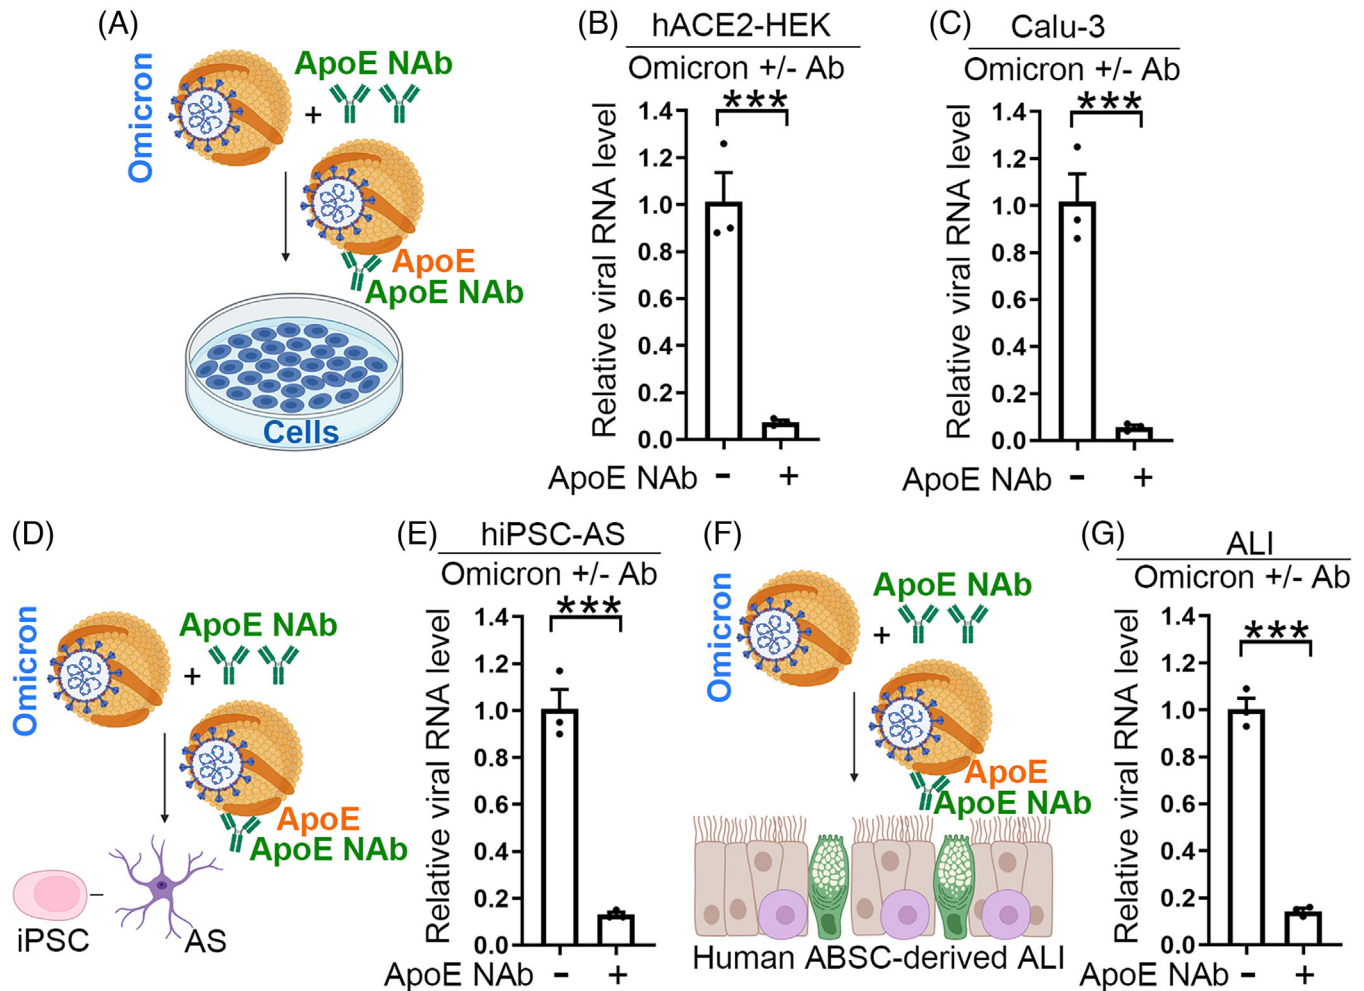 (A)
Omicron
ApoE NAb
+
ApoE
ApoE NAb
Cells
(B)
hACE2-HEK
Omicron +/- Ab
***
Relative viral RNA level
1.4
1.2
1.0
0.8
0.6
0.4
0.2
0.0
ApoE NAb - +
(C)
Calu-3
Omicron +/- Ab
***
Relative viral RNA level
1.4
1.2
1.0
0.8
0.6
0.4
0.2
0.0
ApoE NAb - +
(D)
Omicron
ApoE NAb
+
ApoE
ApoE NAb
iPSC
AS
(E)
hiPSC-AS
Omicron +/- Ab
***
Relative viral RNA level
1.4
1.2
1.0
0.8
0.6
0.4
0.2
0.0
ApoE NAb - +
(F)
Omicron
ApoE NAb
+
ApoE
ApoE NAb
Human ABSC-derived ALI
(G)
ALI
Omicron +/- Ab
***
Relative viral RNA level
1.4
1.2
1.0
0.8
0.6
0.4
0.2
0.0
ApoE NAb - +